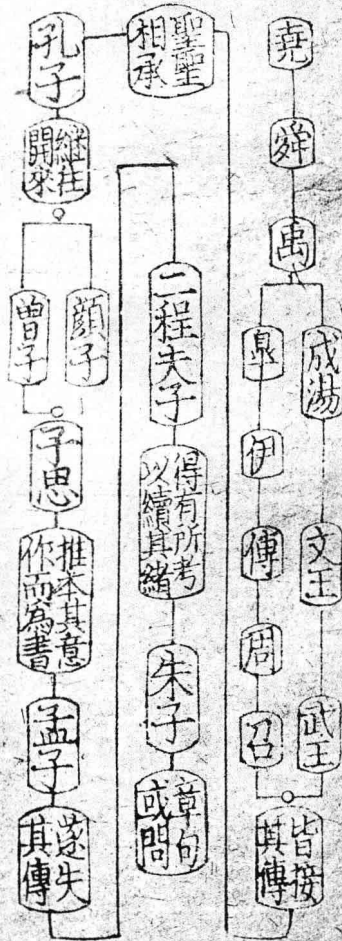 堯
舜
禹
成湯
文王
武王
皐
伊
傅
周
召
皆接
其傳
聖聖
相承
孔子
継往
開來
顔子
曽子
子思
推本其意
作而為書
孟子
遂失
其傳
二程夫子
得有所考
以續其緒
朱子
章句
或問